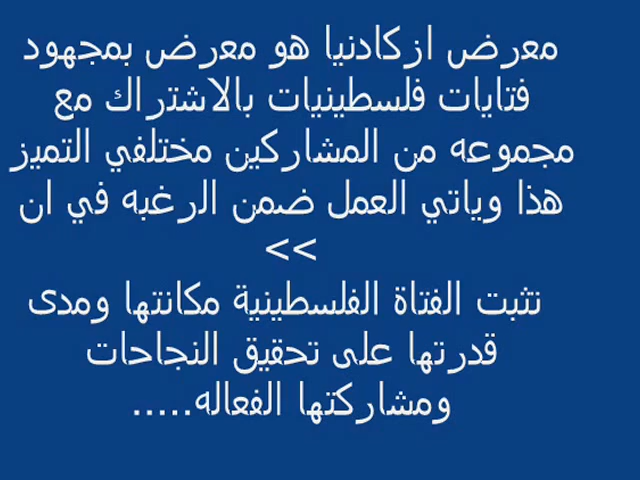 معرض ازكادنيا هو معرض بمجهود
فتايات فلسطينيات بالاشتراك مع
مجموعه من المشاركين مختلفي التميز
هذا وياتي العمل ضمن الرغبه في ان
>>
تثبت الفتاة الفلسطينية مكانتها ومدى
قدرتها على تحقيق النجاحات
ومشاركتها الفعاله.....